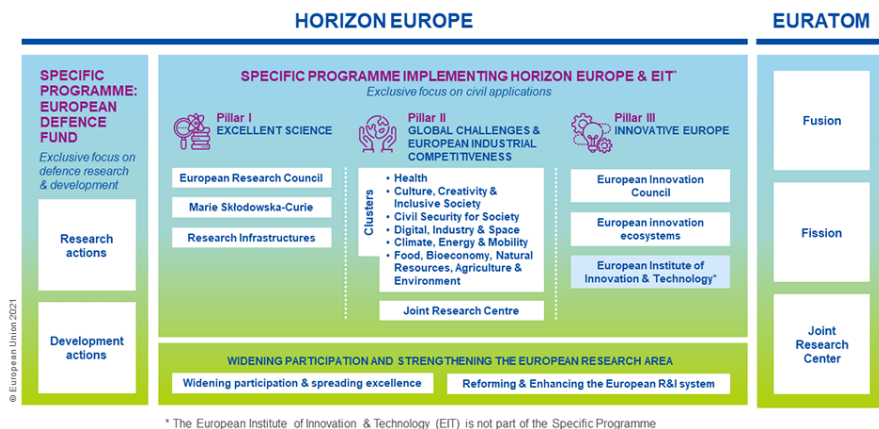 HORIZON EUROPE
EURATOM
SPECIFIC
PROGRAMME:
EUROPEAN
DEFENCE
FUND
Exclusive focus on
defence research
& development
Research
actions
Development
actions
SPECIFIC PROGRAMME IMPLEMENTING HORIZON EUROPE & EIT*
Exclusive focus on civil applications
Pillar I
EXCELLENT SCIENCE
European Research Council
Marie Skłodowska-Curie
Research Infrastructures
Pillar II
GLOBAL CHALLENGES &
EUROPEAN INDUSTRIAL
COMPETITIVENESS
Clusters
• Health
• Culture, Creativity &
Inclusive Society
• Civil Security for Society
• Digital, Industry & Space
• Climate, Energy & Mobility
• Food, Bioeconomy, Natural
Resources, Agriculture &
Environment
Joint Research Centre
Pillar III
INNOVATIVE EUROPE
European Innovation
Council
European innovation
ecosystems
European Institute of
Innovation & Technology*
WIDENING PARTICIPATION AND STRENGTHENING THE EUROPEAN RESEARCH AREA
Widening participation & spreading excellence
Reforming & Enhancing the European R&I system
Fusion
Fission
Joint
Research
Center
© European Union 2021
* The European Institute of Innovation & Technology (EIT) is not part of the Specific Programme